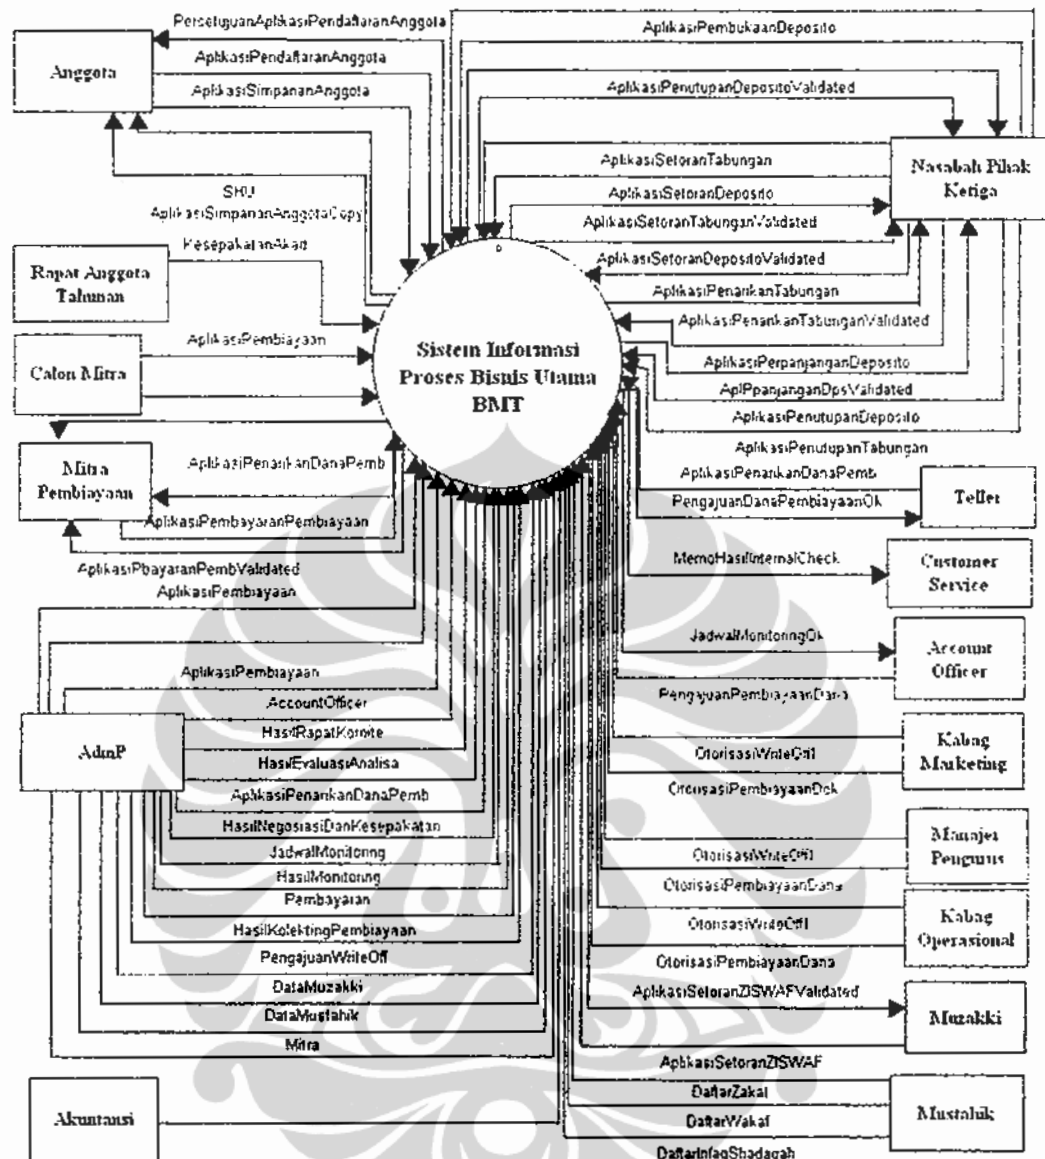 PersetujuanAplikasiPendaftaranAnggota
Anggota
AplikasiPendaftaranAnggota
AplikasiSimpananAnggota
SHU
AplikasiSimpananAnggotaCopy
KesepakatanAkad
Rapat Anggota
Tahunan
AplikasiPembiayaan
Calon Mitra
Mitra
Pembiayaan
AplikasiPenarikanDanaPemb
AplikasiPembayaranPembiayaan
AplikasiPbayaranPembValidated
AplikasiPembiayaan
0
Sistem Informasi
Proses Bisnis Utama
BMT
AplikasiPembukaanDeposito
AplikasiPenutupanDepositoValidated
Nasabah Pihak
Ketiga
AplikasiSetoranTabungan
AplikasiSetoranDeposito
AplikasiSetoranTabunganValidated
AplikasiSetoranDepositoValidated
AplikasiPenarikanTabungan
AplikasiPenarikanTabunganValidated
AplikasiPerpanjanganDeposito
AplPpanjanganDpsValidated
AplikasiPenutupanDeposito
AplikasiPenutupanTabungan
AplikasiPenarikanDanaPemb
Teller
PengajuanDanaPembiayaanOk
MemoHasilInternalCheck
Customer
Service
JadwalMonitoringOk
Account
Officer
PengajuanPembiayaanDana
Kabag
Marketing
OtorisasiWriteOff1
OtorisasiPembiayaanDok
Manajer
Pengurus
OtorisasiWriteOff1
OtorisasiPembiayaanDana
Kabag
Operasional
OtorisasiWriteOff1
OtorisasiPembiayaanDana
AplikasiSetoranZISWAFValidated
Muzakki
AplikasiSetoranZISWAF
DaftarZakat
Mustahik
DaftarWakaf
DaftarInfaqShadaqah
AplikasiPembiayaan
AccountOfficer
AdmP
HasilRapatKomite
HasilEvaluasiAnalisa
AplikasiPenarikanDanaPemb
HasilNegosiasiDanKesepakatan
JadwalMonitoring
HasilMonitoring
Pembayaran
HasilKolektingPembiayaan
PengajuanWriteOff
DataMuzakki
DataMustahik
Mitra
Akuntansi